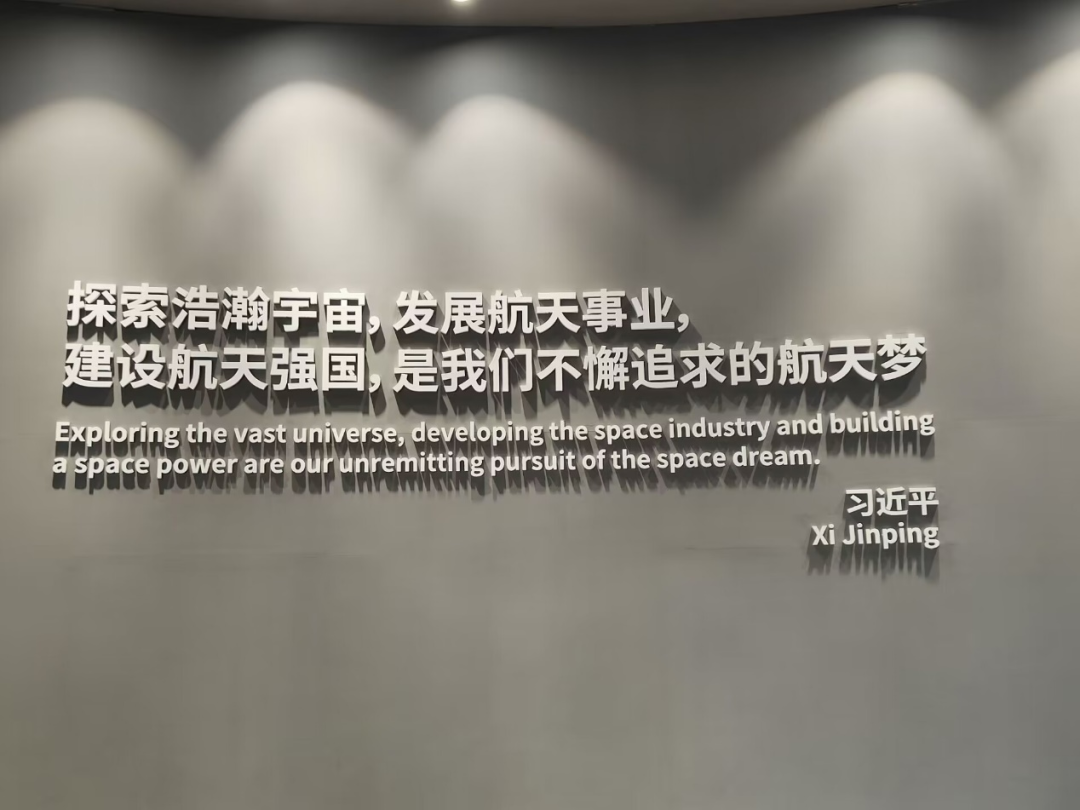 探索浩瀚宇宙,发展航天事业,
建设航天强国,是我们不懈追求的航天梦
Exploring the vast universe, developing the space industry and building
a space power are our unremitting pursuit of the space dream.
习近平
Xi Jinping